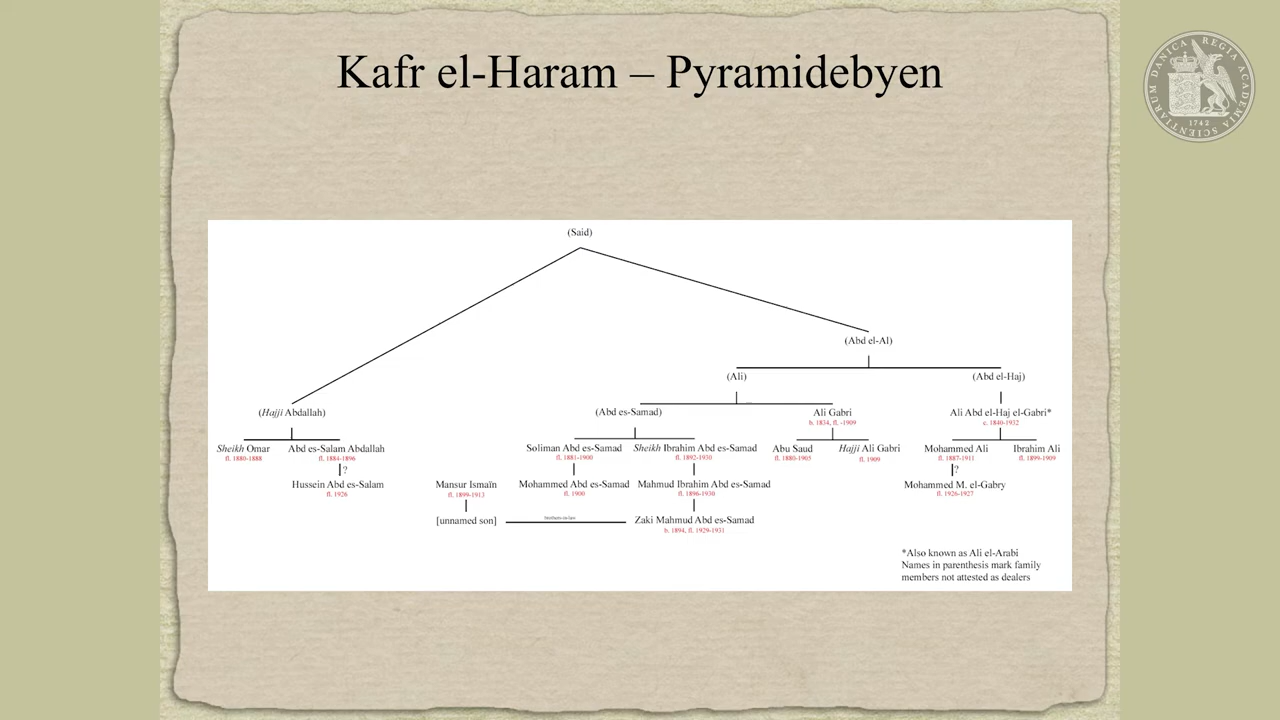 Kafr el-Haram – Pyramidebyen
REGIA ACADEMIA SCIENTIARUM DANICA
1742
(Said)
(Abd el-Al)
(Ali)
(Abd el-Haj)
(Hajji Abdallah)
(Abd es-Samad)
Ali Gabri
b. 1834, fl. -1909
Ali Abd el-Haj el-Gabri*
c. 1840-1932
Sheikh Omar
fl. 1880-1888
Abd es-Salam Abdallah
fl. 1884-1896
Soliman Abd es-Samad
fl. 1881-1900
Sheikh Ibrahim Abd es-Samad
fl. 1892-1930
Abu Saud
fl. 1880-1905
Hajji Ali Gabri
fl. 1909
Mohammed Ali
fl. 1887-1911
Ibrahim Ali
fl. 1899-1909
?
?
Hussein Abd es-Salam
fl. 1926
Mansur Ismaïn
fl. 1899-1913
Mohammed Abd es-Samad
fl. 1900
Mahmud Ibrahim Abd es-Samad
fl. 1896-1930
Mohammed M. el-Gabry
fl. 1926-1927
[unnamed son]
Zaki Mahmud Abd es-Samad
b. 1894, fl. 1929-1931
*Also known as Ali el-Arabi
Names in parenthesis mark family
members not attested as dealers